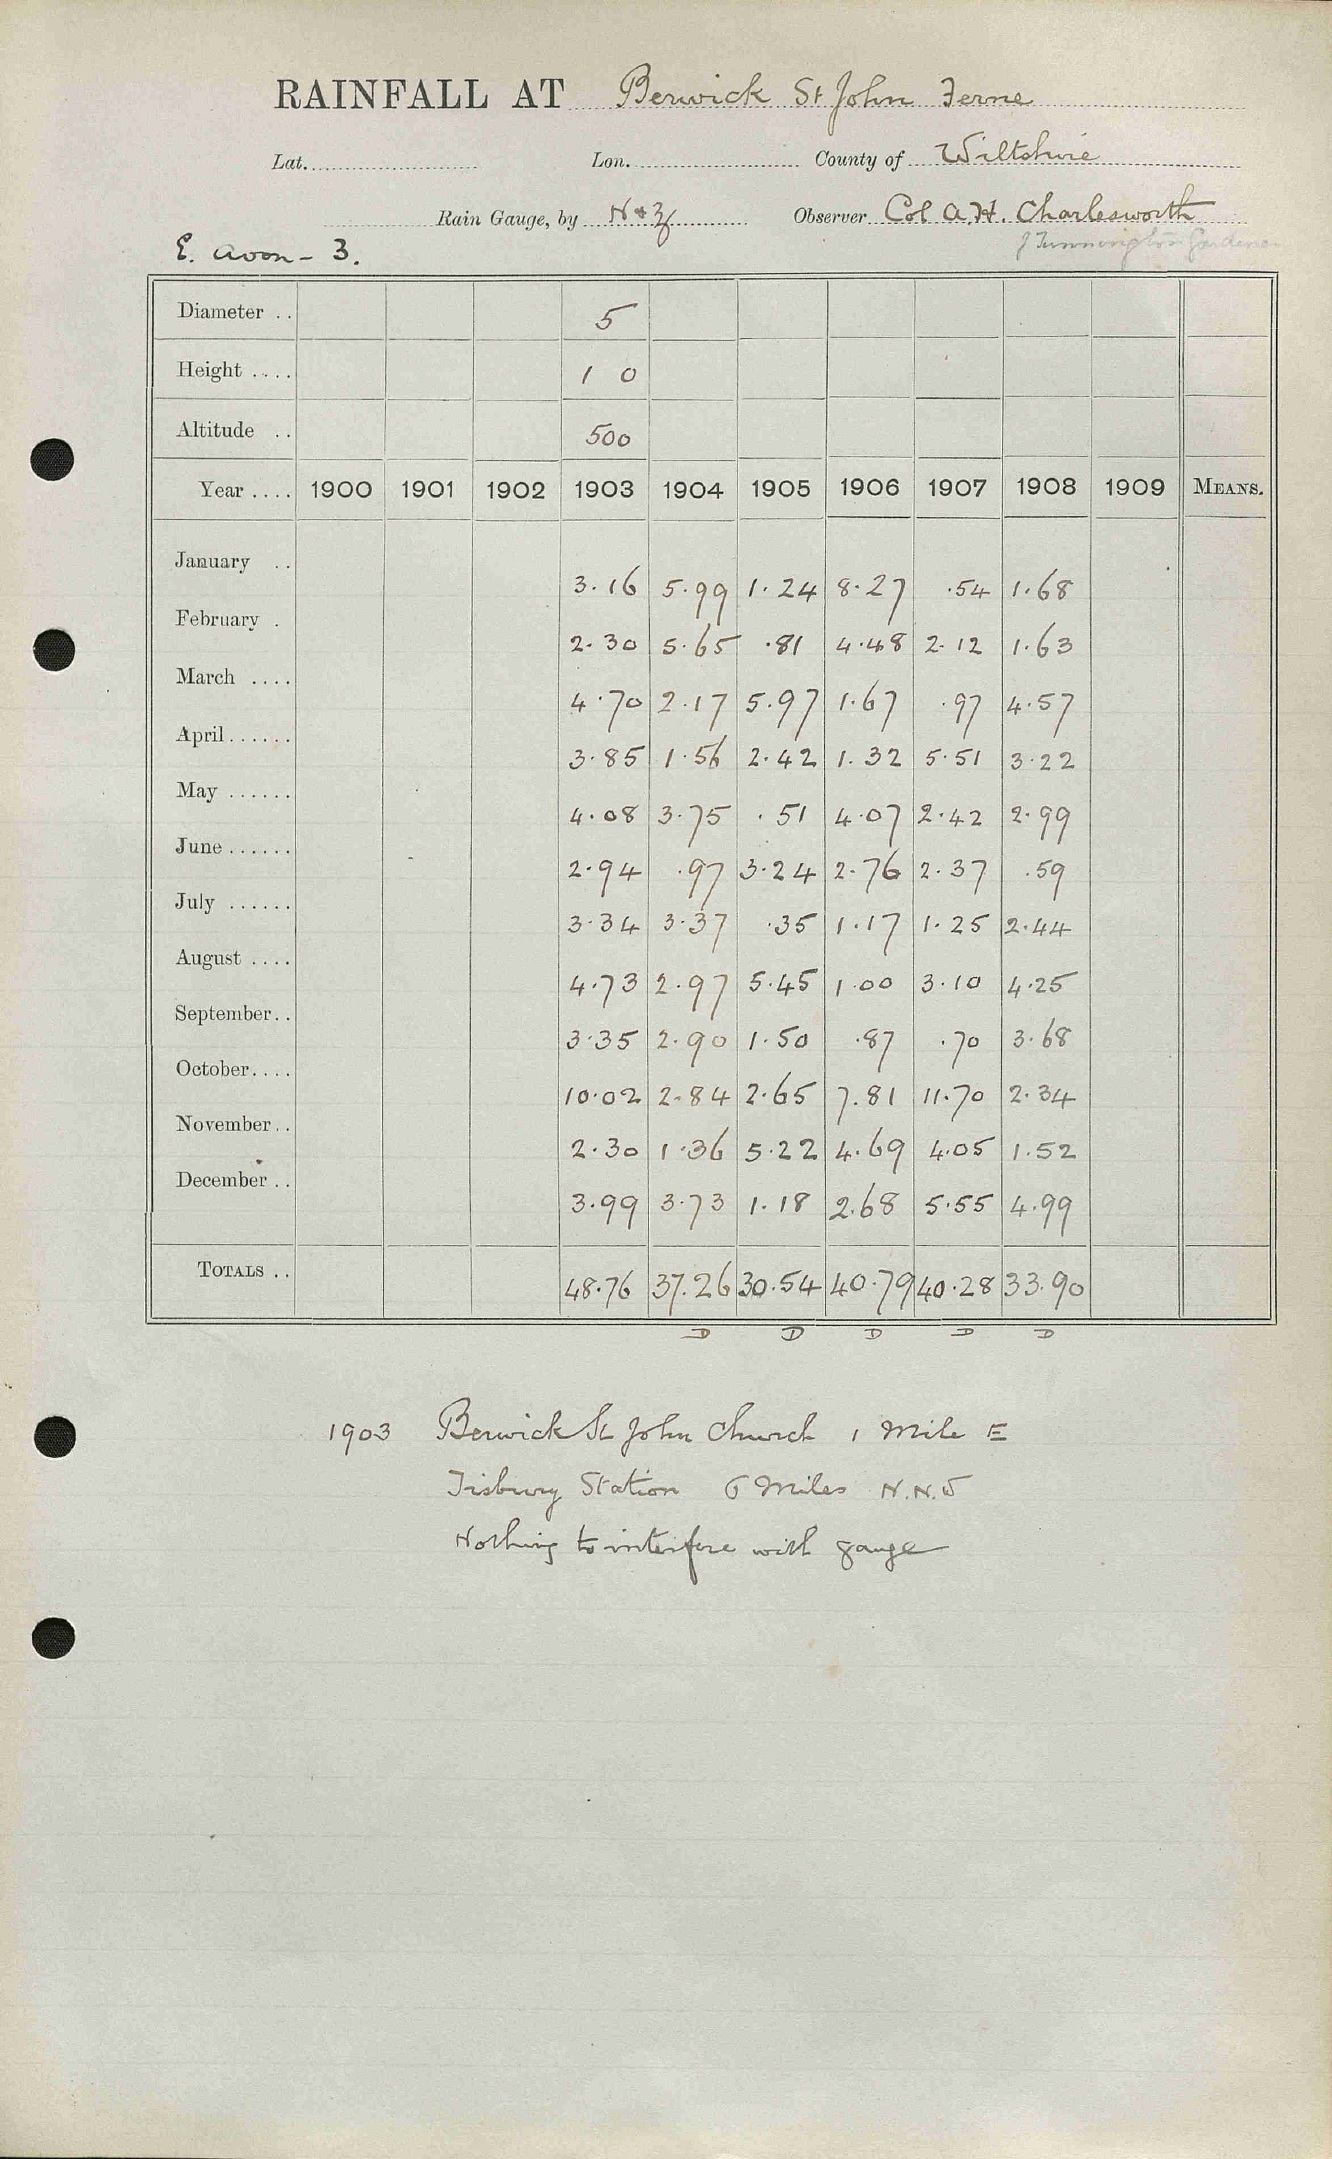 RAINFALL AT Berwick St John Ferne
Lat. Lon. County of Wiltshire
Rain Gauge, by N & Z Observer Col A.H. Charlesworth
E. Avon - 3. Gardener
Diameter .. 5
Height .... 1 0
Altitude .. 500
Year .... 1900 1901 1902 1903 1904 1905 1906 1907 1908 1909 MEANS.
January .. 3.16 5.99 1.24 8.27 .54 1.68
February . 2.30 5.65 .81 4.48 2.12 1.63
March .... 4.70 2.17 5.97 1.67 .97 4.57
April...... 3.85 1.56 2.42 1.32 5.51 3.22
May ...... 4.08 3.75 .51 4.07 2.42 2.99
June ...... 2.94 .97 3.24 2.76 2.37 .59
July ...... 3.34 3.37 .35 1.17 1.25 2.44
August .... 4.73 2.97 5.45 1.00 3.10 4.25
September.. 3.35 2.90 1.50 .87 .70 3.68
October.... 10.02 2.84 2.65 7.81 11.70 2.34
November.. 2.30 1.36 5.22 4.69 4.05 1.52
December .. 3.99 3.73 1.18 2.68 5.55 4.99
TOTALS .. 48.76 37.26 30.54 40.79 40.28 33.90
D D D D D
1903 Berwick St John Church 1 Mile E
Tisbury Station 6 Miles N.N.W
Nothing to interfere with gauge